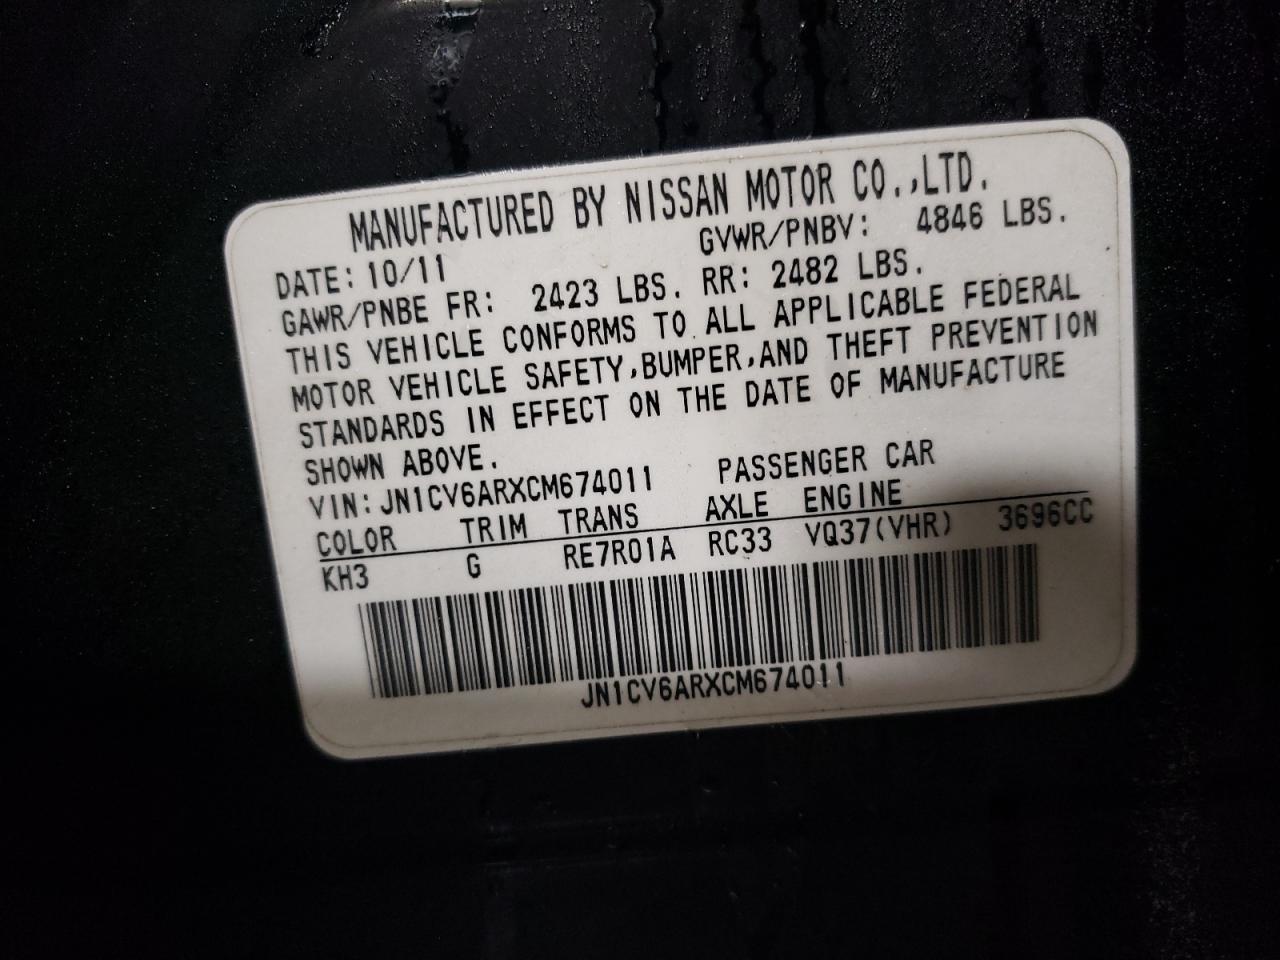 MANUFACTURED BY NISSAN MOTOR CO.,LTD.
DATE: 10/11 GVWR/PNBV: 4846 LBS.
GAWR/PNBE FR: 2423 LBS. RR: 2482 LBS.
THIS VEHICLE CONFORMS TO ALL APPLICABLE FEDERAL
MOTOR VEHICLE SAFETY,BUMPER,AND THEFT PREVENTION
STANDARDS IN EFFECT ON THE DATE OF MANUFACTURE
SHOWN ABOVE.
VIN:JN1CV6ARXCM674011 PASSENGER CAR
COLOR TRIM TRANS AXLE ENGINE
KH3 G RE7R01A RC33 VQ37(VHR) 3696CC
JN1CV6ARXCM674011